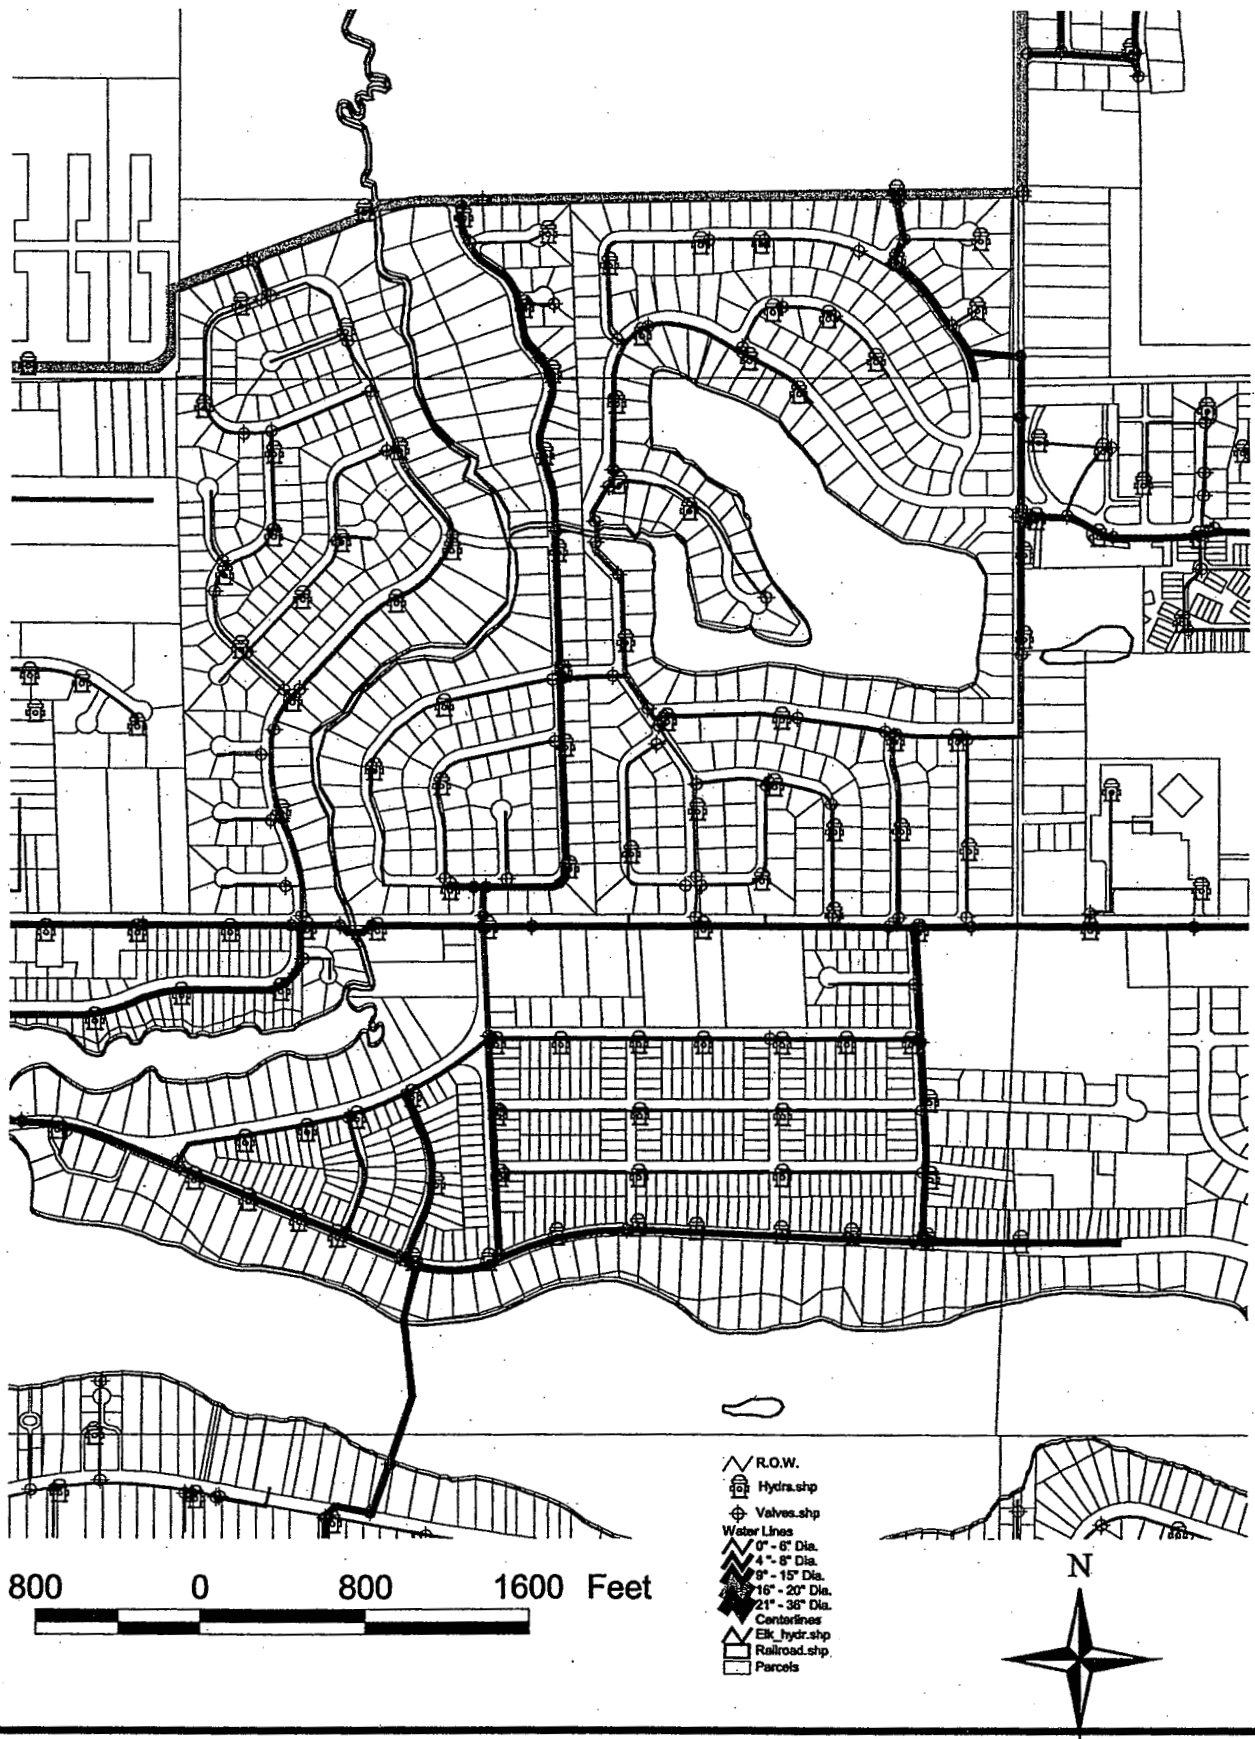 R.O.W.
Hydrs.shp
Valves.shp
Water Lines
0" - 6" Dia.
4 "- 8" Dia.
9" - 15" Dia.
16" - 20" Dia.
21" - 36" Dia.
Centerlines
Elk_hydr.shp
Railroad.shp
Parcels
800 0 800 1600 Feet
N